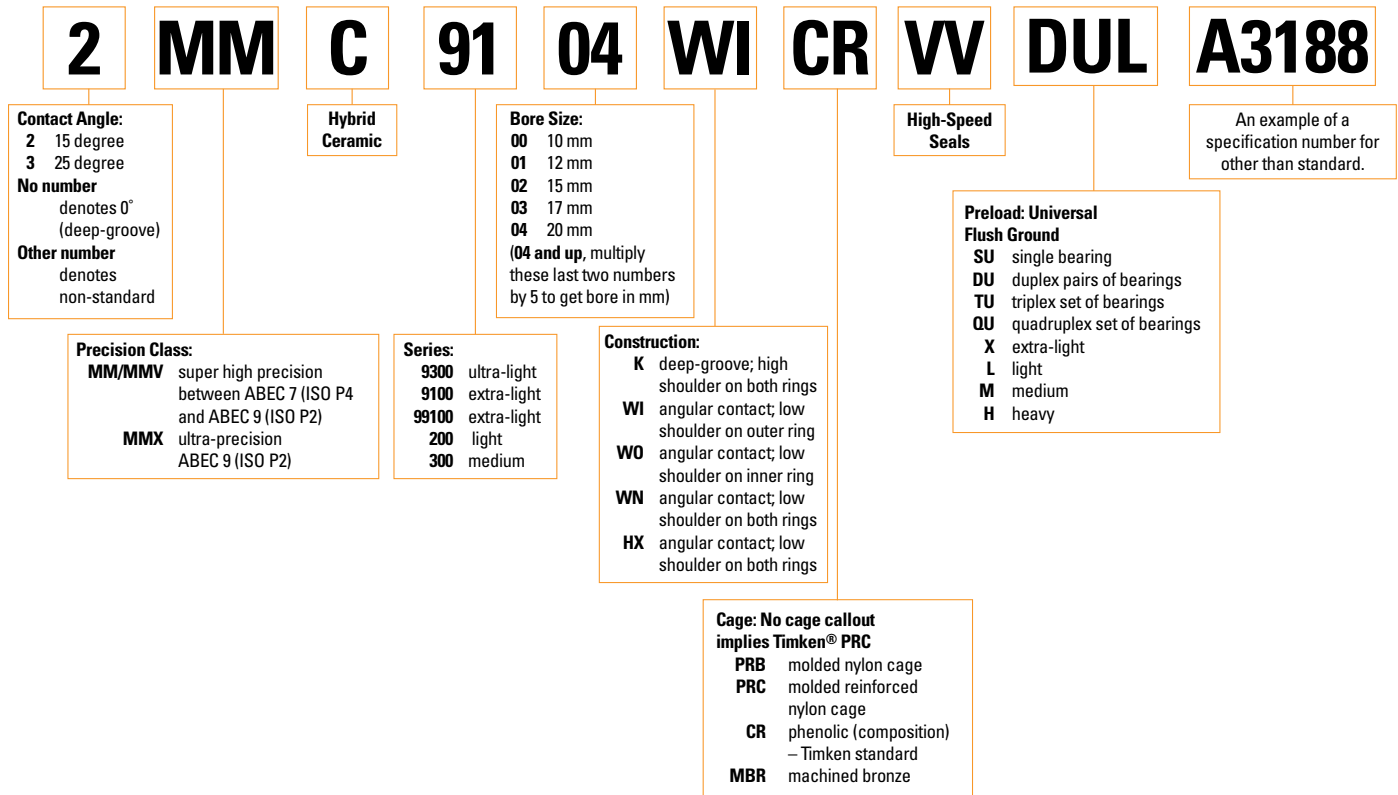 2 MM C 91 04 WI CR VV DUL A3188
Contact Angle:
2 15 degree
3 25 degree
No number
denotes 0°
(deep-groove)
Other number
denotes
non-standard
Hybrid
Ceramic
Bore Size:
00 10 mm
01 12 mm
02 15 mm
03 17 mm
04 20 mm
(04 and up, multiply
these last two numbers
by 5 to get bore in mm)
High-Speed
Seals
An example of a
specification number for
other than standard.
Preload: Universal
Flush Ground
SU single bearing
DU duplex pairs of bearings
TU triplex set of bearings
QU quadruplex set of bearings
X extra-light
L light
M medium
H heavy
Precision Class:
MM/MMV super high precision
between ABEC 7 (ISO P4
and ABEC 9 (ISO P2)
MMX ultra-precision
ABEC 9 (ISO P2)
Series:
9300 ultra-light
9100 extra-light
99100 extra-light
200 light
300 medium
Construction:
K deep-groove; high
shoulder on both rings
WI angular contact; low
shoulder on outer ring
WO angular contact; low
shoulder on inner ring
WN angular contact; low
shoulder on both rings
HX angular contact; low
shoulder on both rings
Cage: No cage callout
implies Timken® PRC
PRB molded nylon cage
PRC molded reinforced
nylon cage
CR phenolic (composition)
– Timken standard
MBR machined bronze